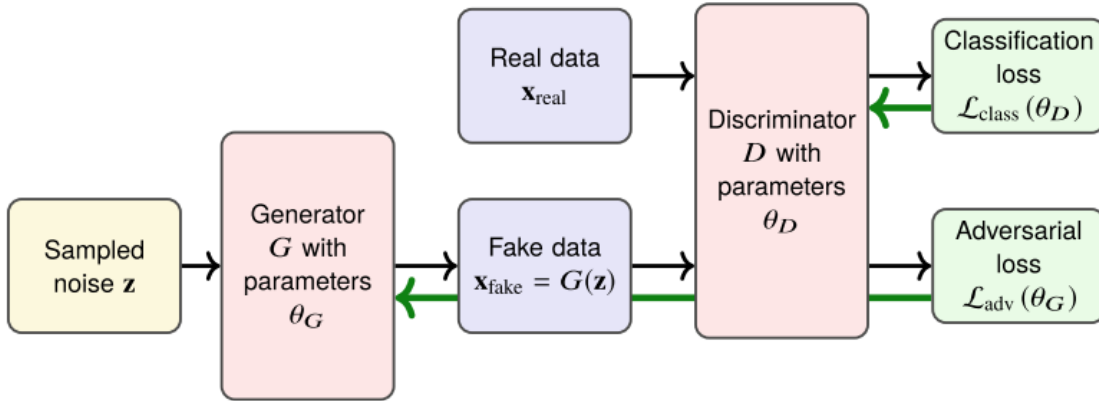 Sampled
noise z
Generator
G with
parameters
θ_G
Real data
x_real
Fake data
x_fake = G(z)
Discriminator
D with
parameters
θ_D
Classification
loss
ℒ_class (θ_D)
Adversarial
loss
ℒ_adv (θ_G)